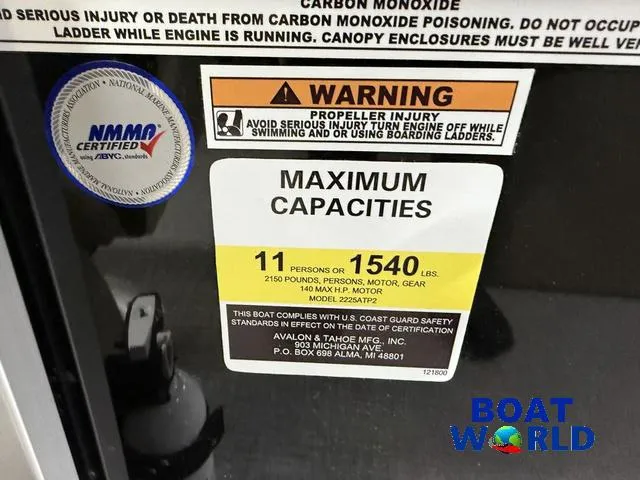 CARBON MONOXIDE
D SERIOUS INJURY OR DEATH FROM CARBON MONOXIDE POISONING. DO NOT OCCUP
LADDER WHILE ENGINE IS RUNNING. CANOPY ENCLOSURES MUST BE WELL VE
NATIONAL MARINE MANUFACTURERS ASSOCIATION • NATIONAL MARINE MANUFACTURERS ASSOCIATION •
NMMA
CERTIFIED
using ABYC. standards
WARNING
PROPELLER INJURY
AVOID SERIOUS INJURY TURN ENGINE OFF WHILE
SWIMMING AND OR USING BOARDING LADDERS.
MAXIMUM
CAPACITIES
11 PERSONS OR 1540 LBS.
2150 POUNDS, PERSONS, MOTOR, GEAR
140 MAX H.P. MOTOR
MODEL 2225ATP2
THIS BOAT COMPLIES WITH U.S. COAST GUARD SAFETY
STANDARDS IN EFFECT ON THE DATE OF CERTIFICATION
AVALON & TAHOE MFG., INC.
903 MICHIGAN AVE.
P.O. BOX 698 ALMA, MI 48801
121800
BOAT
WORLD